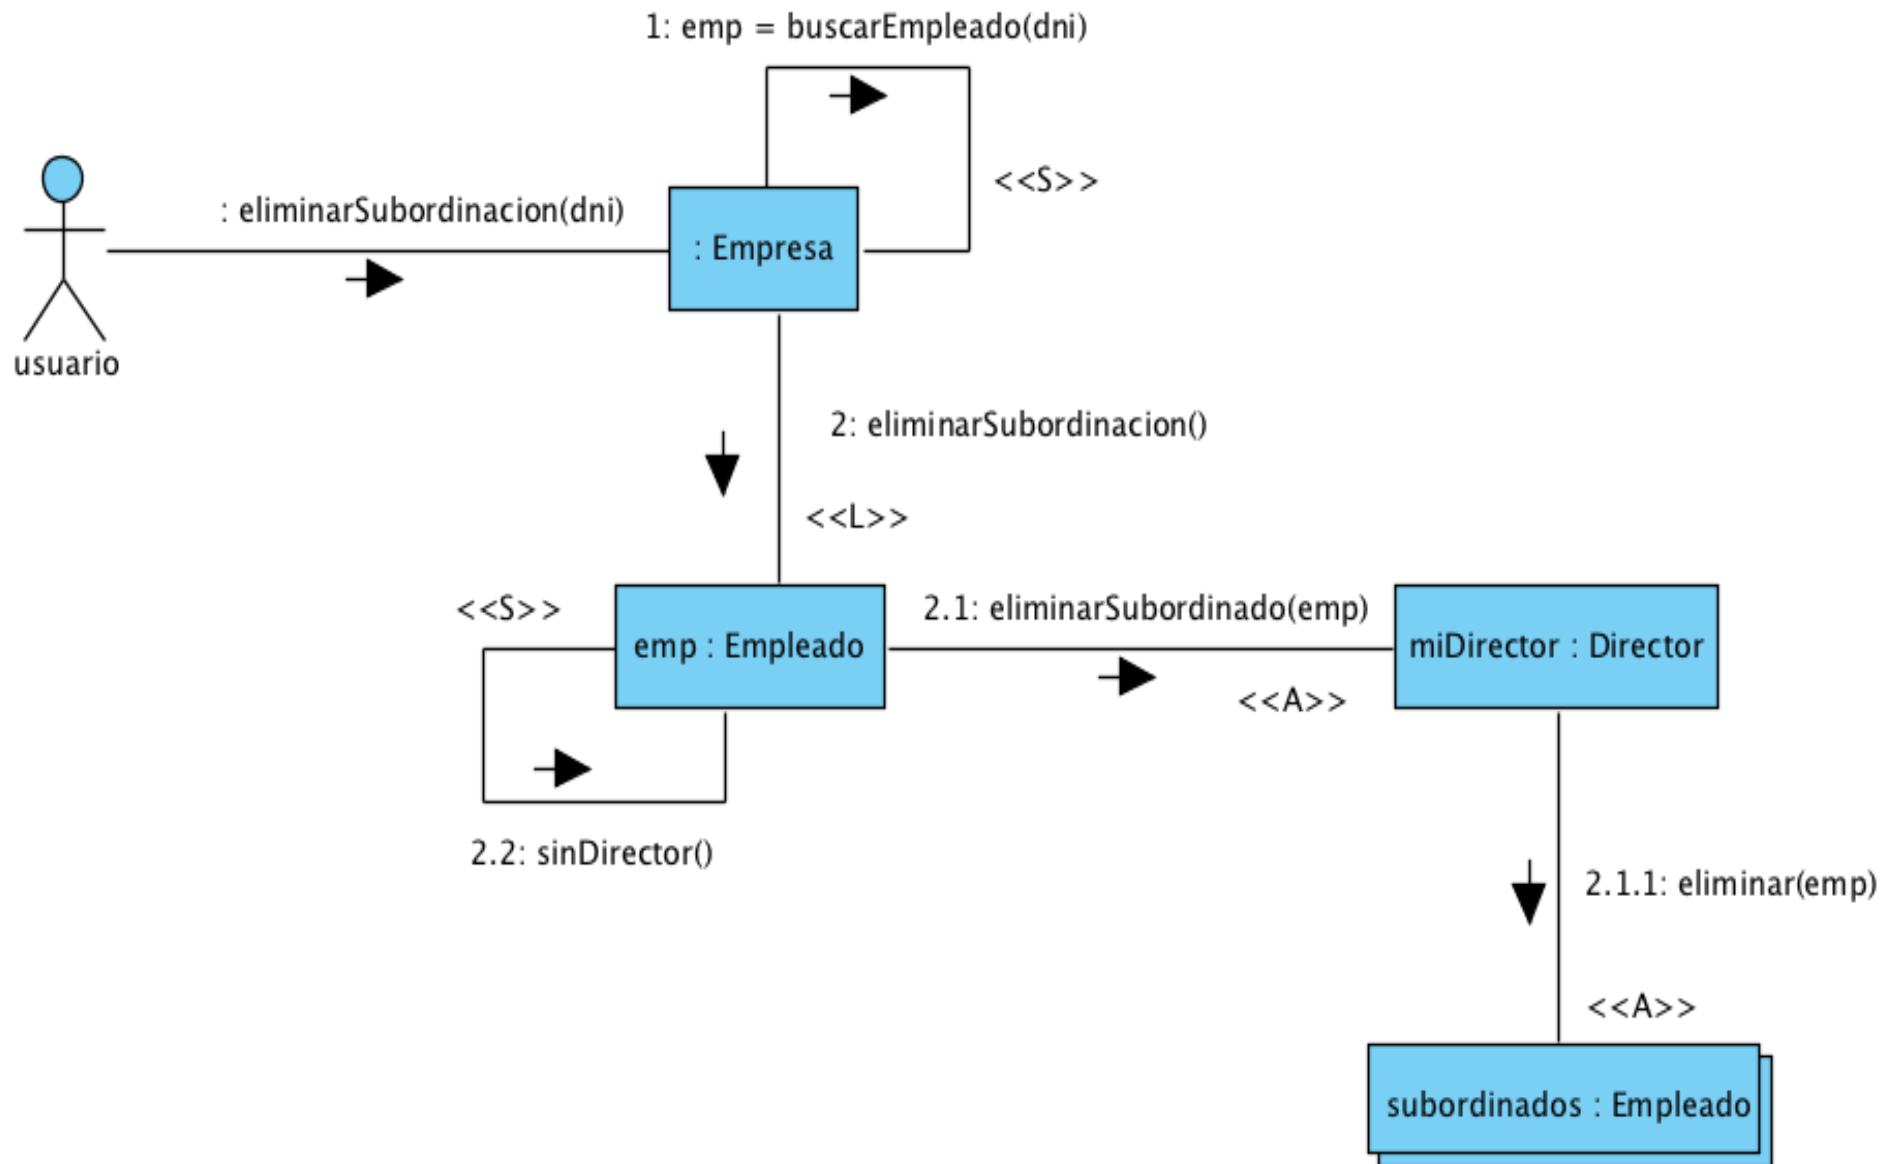 1: emp = buscarEmpleado(dni)
<<S>>
: eliminarSubordinacion(dni)
: Empresa
usuario
2: eliminarSubordinacion()
<<L>>
<<S>>
2.1: eliminarSubordinado(emp)
emp : Empleado
miDirector : Director
<<A>>
2.2: sinDirector()
2.1.1: eliminar(emp)
<<A>>
subordinados : Empleado